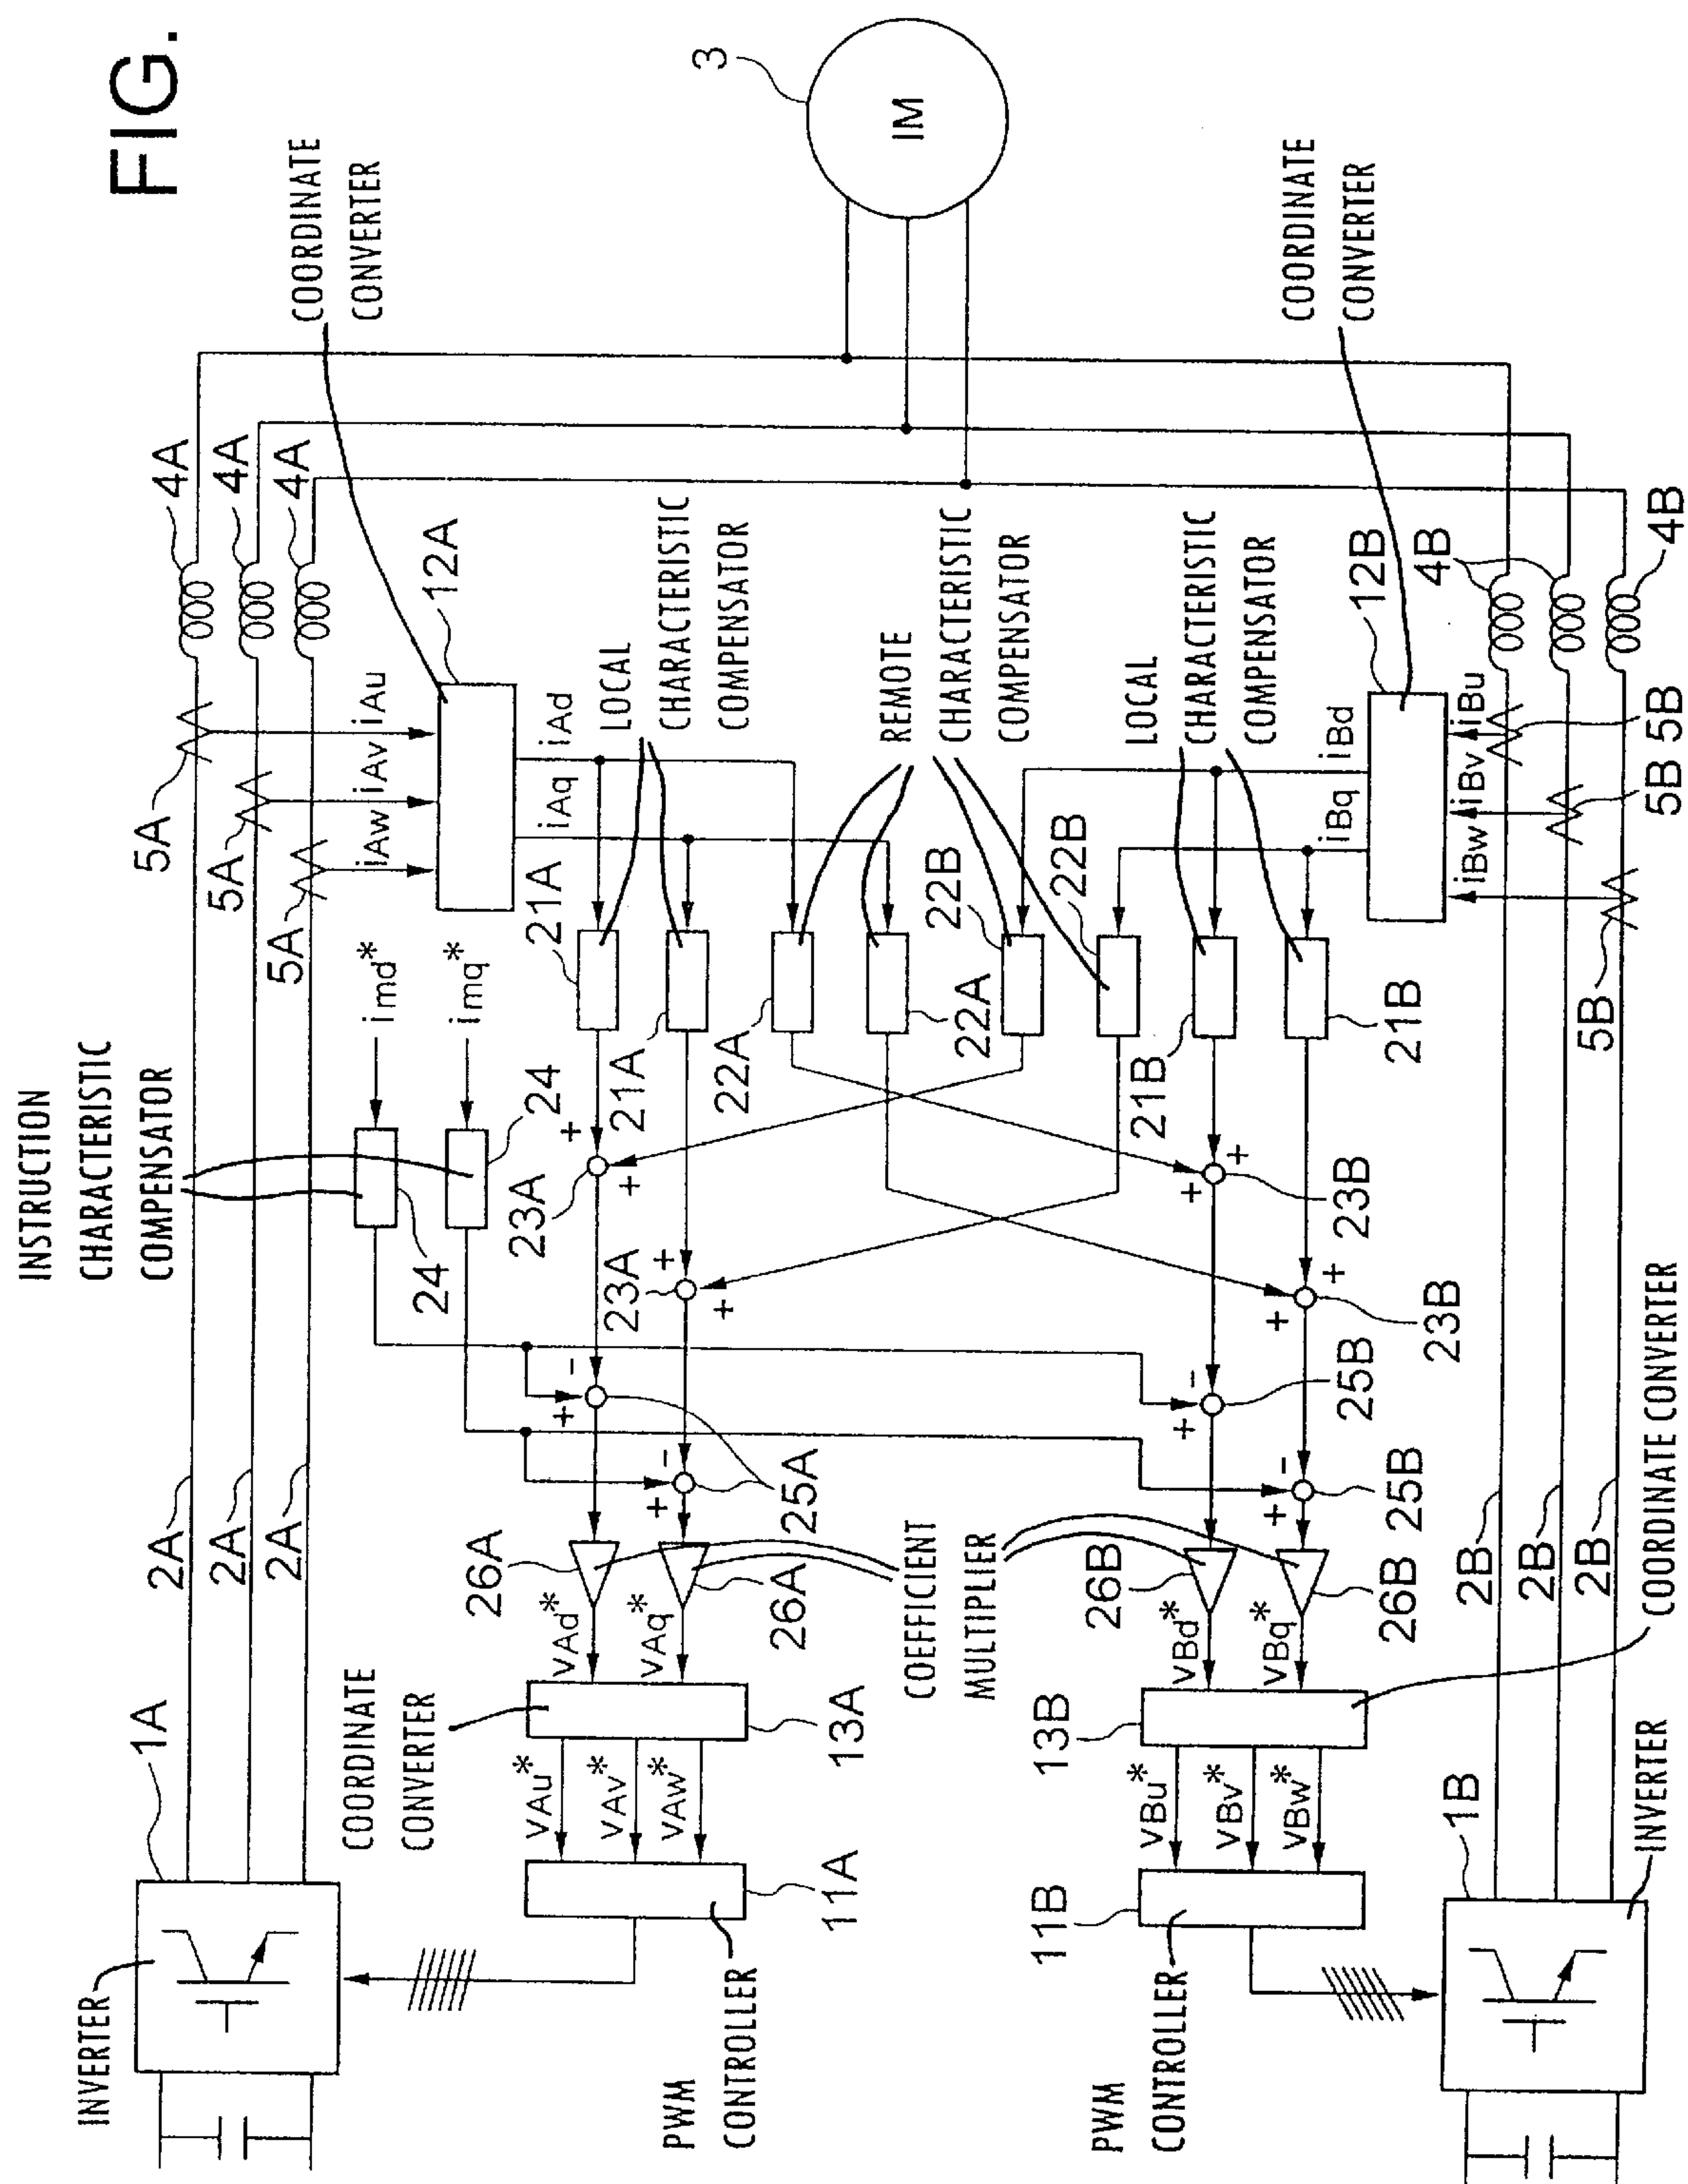 FIG.
INVERTER
1A
2A
2A
2A
5A
5A
5A
4A
4A
4A
INSTRUCTION
CHARACTERISTIC
COMPENSATOR
24
24
imd*
imq*
iAu
iAv
iAw
12A
COORDINATE
CONVERTER
3
IM
PWM
CONTROLLER
11A
vAu*
vAv*
vAw*
COORDINATE
CONVERTER
13A
vAd*
vAq*
26A
26A
25A
23A
23A
21A
21A
22A
22A
iAd
iAq
LOCAL
CHARACTERISTIC
COMPENSATOR
COEFFICIENT
MULTIPLIER
REMOTE
CHARACTERISTIC
COMPENSATOR
22B
22B
LOCAL
CHARACTERISTIC
COMPENSATOR
PWM
CONTROLLER
11B
vBu*
vBv*
vBw*
13B
vBd*
vBq*
26B
26B
25B
25B
23B
23B
21B
21B
iBd
iBq
12B
COORDINATE
CONVERTER
iBu
iBv
iBw
1B
INVERTER
COORDINATE CONVERTER
2B
2B
2B
5B
5B
5B
4B
4B